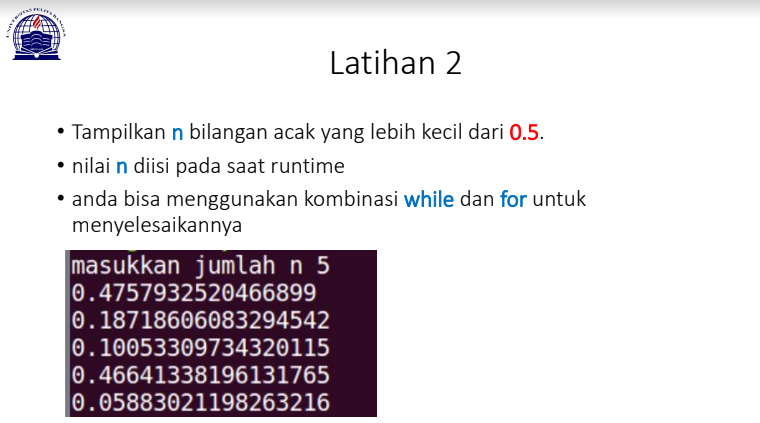 UNIVERSITAS PELITA BANGSA
Latihan 2
• Tampilkan n bilangan acak yang lebih kecil dari 0.5.
• nilai n diisi pada saat runtime
• anda bisa menggunakan kombinasi while dan for untuk
menyelesaikannya
masukkan jumlah n 5
0.4757932520466899
0.18718606083294542
0.10053309734320115
0.46641338196131765
0.05883021198263216